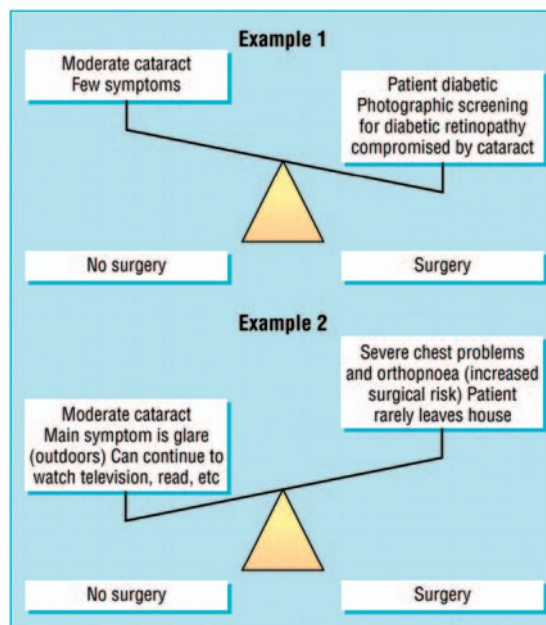 Example 1
Moderate cataract
Few symptoms
Patient diabetic
Photographic screening
for diabetic retinopathy
compromised by cataract
No surgery
Surgery
Example 2
Severe chest problems
and orthopnoea (increased
surgical risk) Patient
rarely leaves house
Moderate cataract
Main symptom is glare
(outdoors) Can continue to
watch television, read, etc
No surgery
Surgery